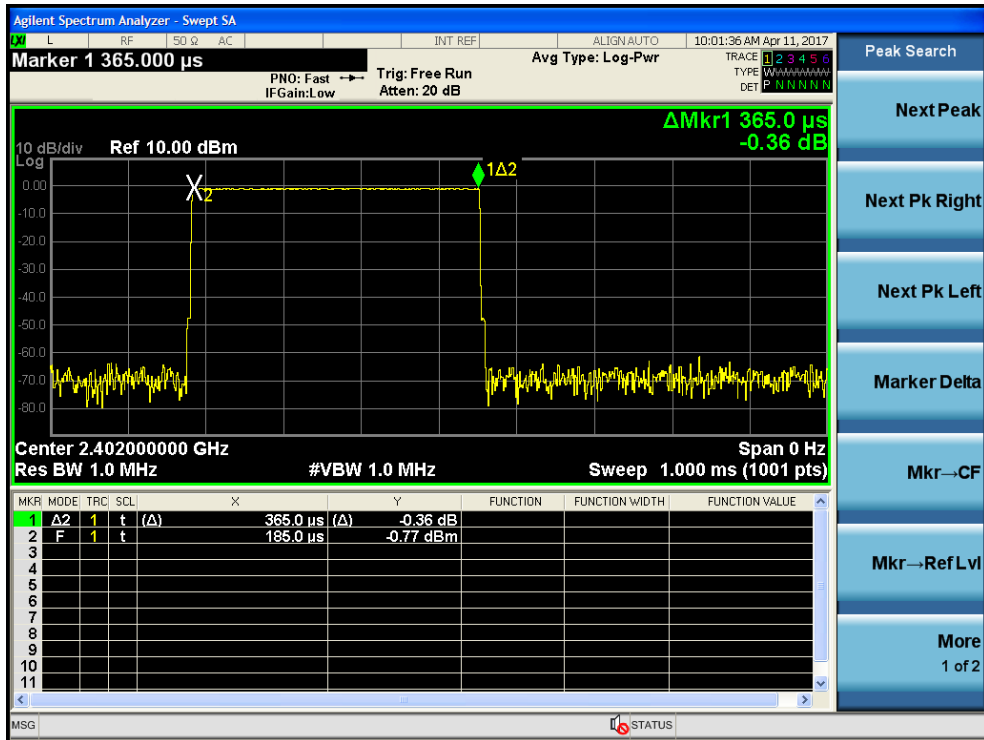 Agilent Spectrum Analyzer - Swept SA
LXI L RF 50 Ω AC INT REF ALIGN AUTO 10:01:36 AM Apr 11, 2017
Marker 1 365.000 µs
PNO: Fast
IFGain:Low
Trig: Free Run
Atten: 20 dB
Avg Type: Log-Pwr
TRACE 1 2 3 4 5 6
TYPE WWWWWW
DET P N N N N N
ΔMkr1 365.0 µs
-0.36 dB
10 dB/div Ref 10.00 dBm
Log
1Δ2
2
0.00
-10.0
-20.0
-30.0
-40.0
-50.0
-60.0
-70.0
-80.0
Center 2.402000000 GHz Span 0 Hz
Res BW 1.0 MHz #VBW 1.0 MHz Sweep 1.000 ms (1001 pts)
MKR MODE TRC SCL X Y FUNCTION FUNCTION WIDTH FUNCTION VALUE
1 Δ2 1 t (Δ) 365.0 µs (Δ) -0.36 dB
2 F 1 t 185.0 µs -0.77 dBm
3
4
5
6
7
8
9
10
11
MSG STATUS
Peak Search
Next Peak
Next Pk Right
Next Pk Left
Marker Delta
Mkr→CF
Mkr→Ref Lvl
More
1 of 2